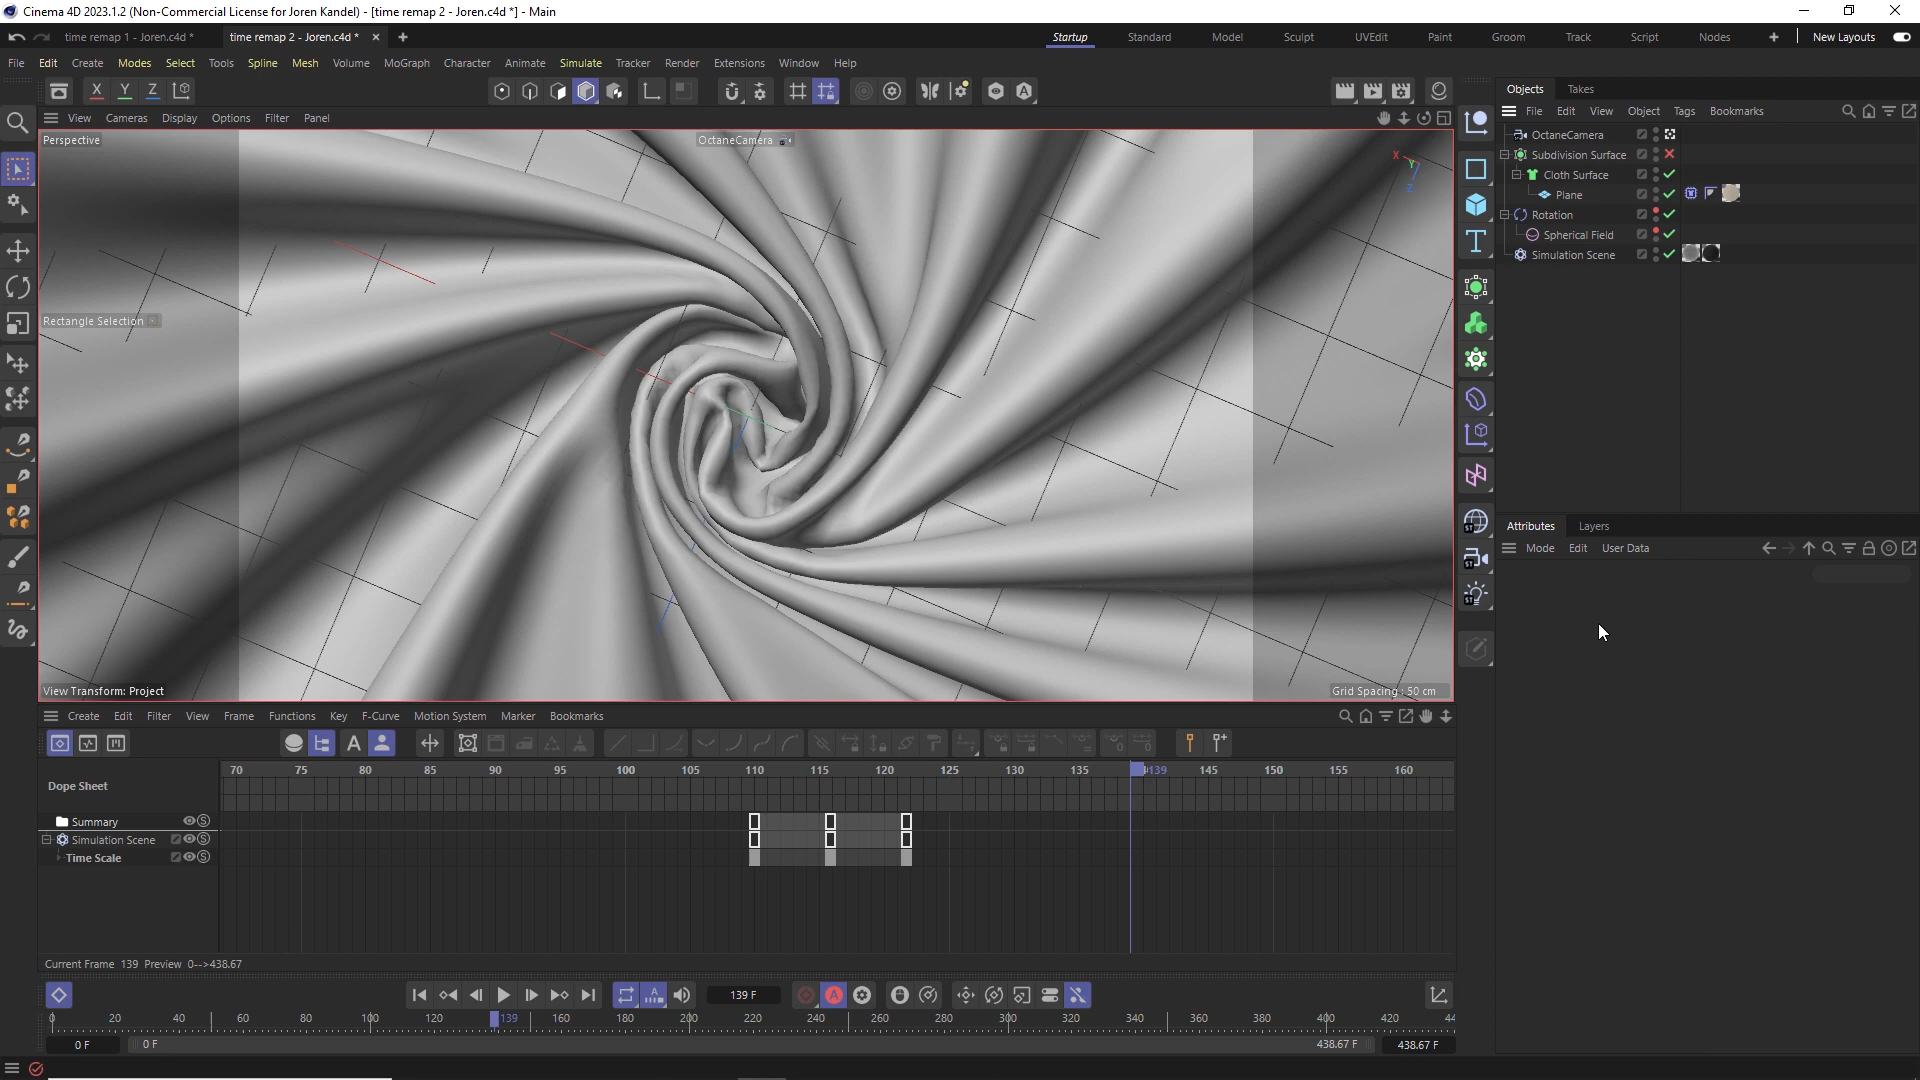 Cinema 4D 2023.1.2 (Non-Commercial License for Joren Kandel) - [time remap 2 - Joren.c4d *] - Main
time remap 1 - Joren.c4d * time remap 2 - Joren.c4d * Startup Standard Model Sculpt UVEdit Paint Groom Track Script Nodes New Layouts
File Edit Create Modes Select Tools Spline Mesh Volume MoGraph Character Animate Simulate Tracker Render Extensions Window Help
X Y Z
Objects Takes
File Edit View Object Tags Bookmarks
View Cameras Display Options Filter Panel
Perspective
OctaneCamera
X
Y
Z
Rectangle Selection
View Transform: Project
Grid Spacing : 50 cm
OctaneCamera
Subdivision Surface
Cloth Surface
Plane
Rotation
Spherical Field
Simulation Scene
Attributes Layers
Mode Edit User Data
Create Edit Filter View Frame Functions Key F-Curve Motion System Marker Bookmarks
Dope Sheet
70 75 80 85 90 95 100 105 110 115 120 125 130 135 139 145 150 155 160
Summary
Simulation Scene
Time Scale
Current Frame 139 Preview 0-->438.67
139 F
0 20 40 60 80 100 120 139 160 180 200 220 240 260 280 300 320 340 360 380 400 420 44
0 F 0 F 438.67 F 438.67 F